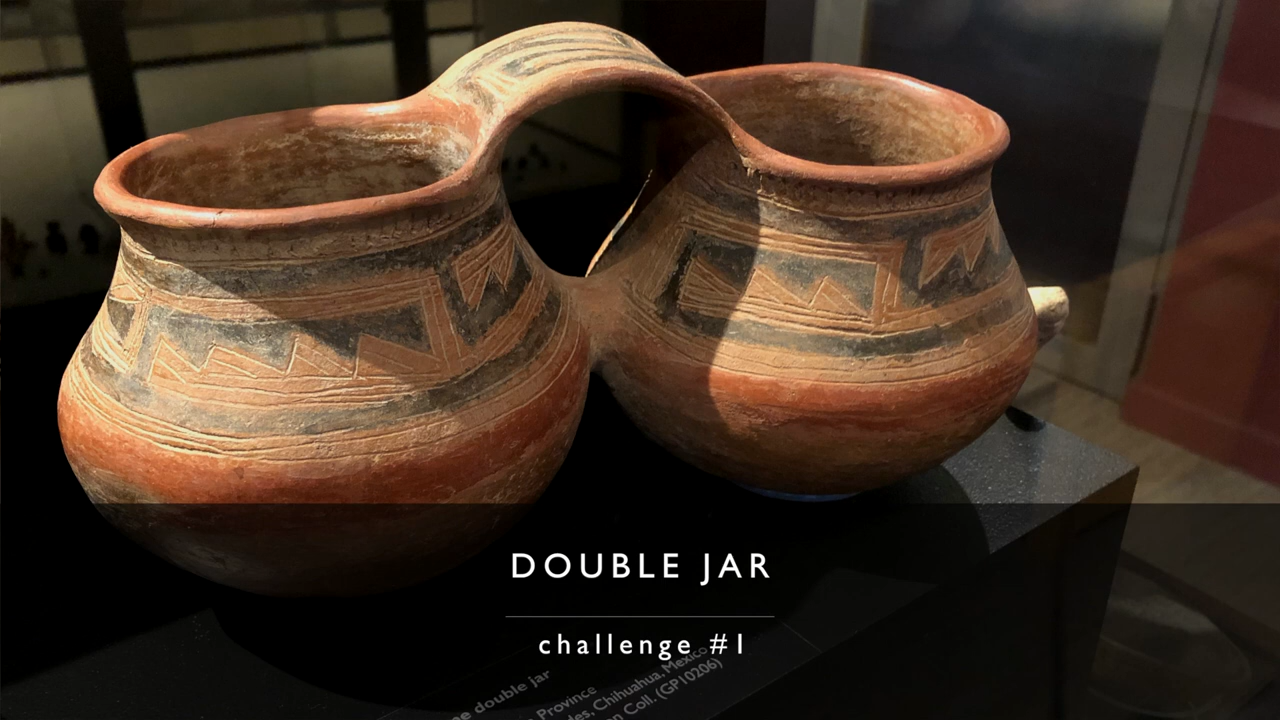 DOUBLE JAR
challenge #1
double jar
Province
Chihuahua, Mexico
Coll. (GP10206)